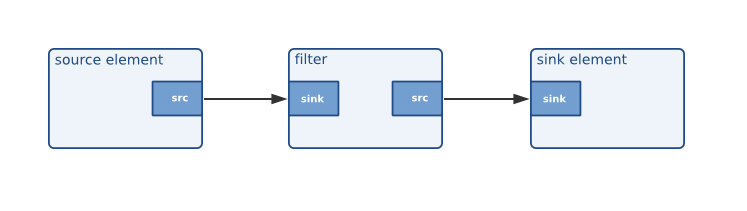 source element
src
filter
sink
src
sink element
sink